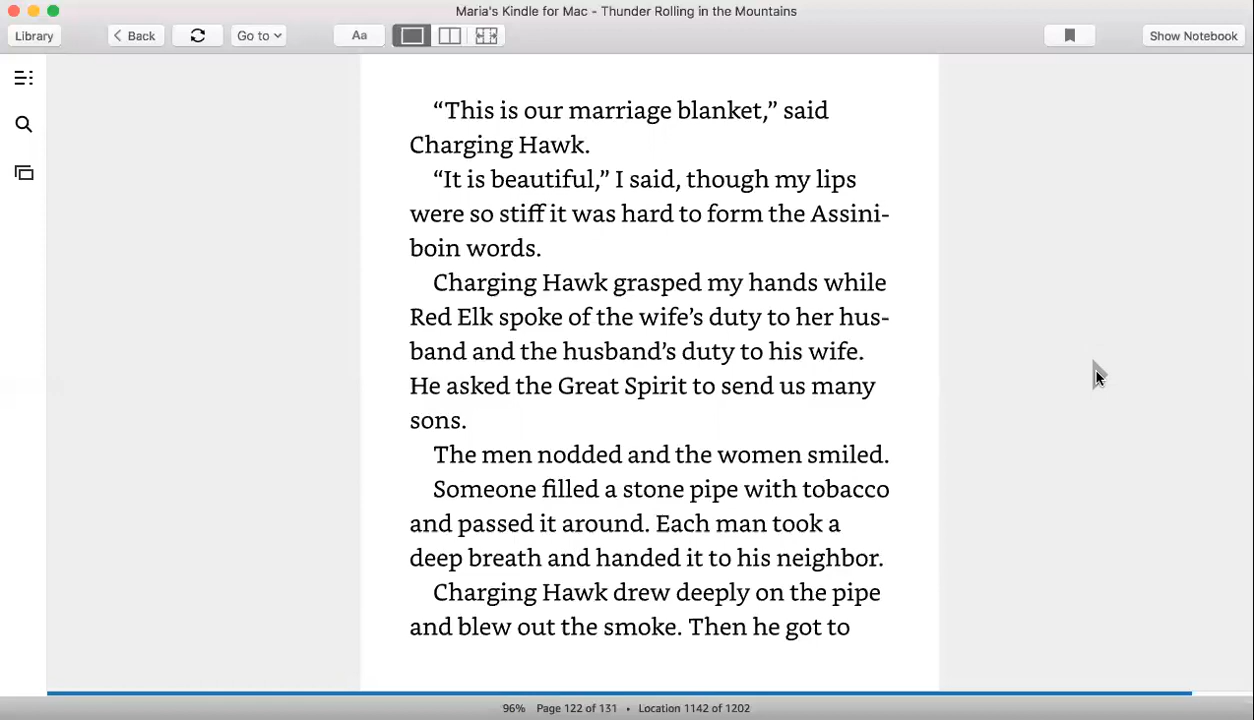 Maria's Kindle for Mac - Thunder Rolling in the Mountains
Library
Back
Go to
Aa
Show Notebook
“This is our marriage blanket,” said
Charging Hawk.
“It is beautiful,” I said, though my lips
were so stiff it was hard to form the Assini-
boin words.
Charging Hawk grasped my hands while
Red Elk spoke of the wife’s duty to her hus-
band and the husband’s duty to his wife.
He asked the Great Spirit to send us many
sons.
The men nodded and the women smiled.
Someone filled a stone pipe with tobacco
and passed it around. Each man took a
deep breath and handed it to his neighbor.
Charging Hawk drew deeply on the pipe
and blew out the smoke. Then he got to
96% Page 122 of 131 • Location 1142 of 1202